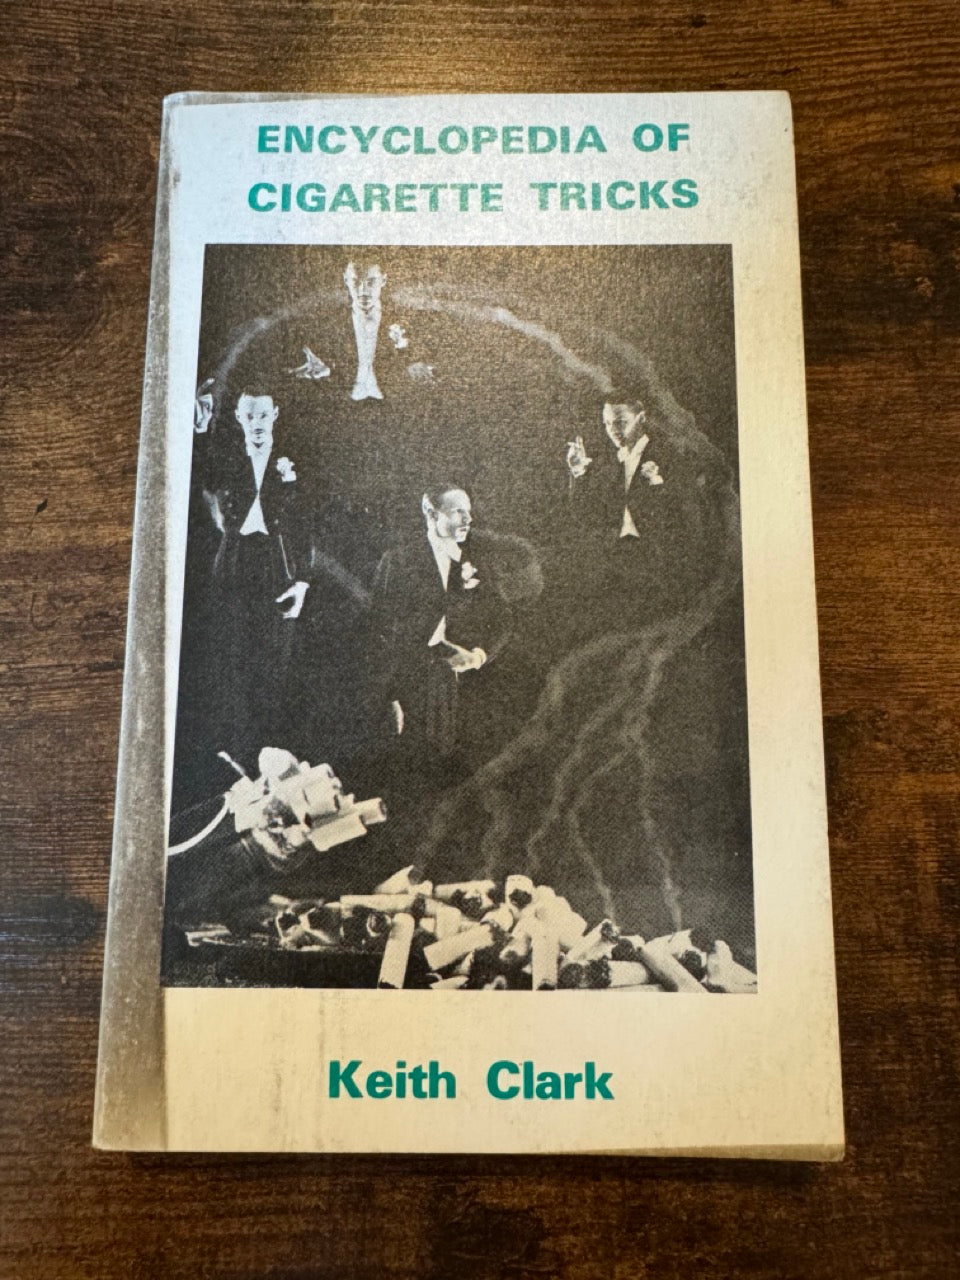 ENCYCLOPEDIA OF
CIGARETTE TRICKS
Keith Clark